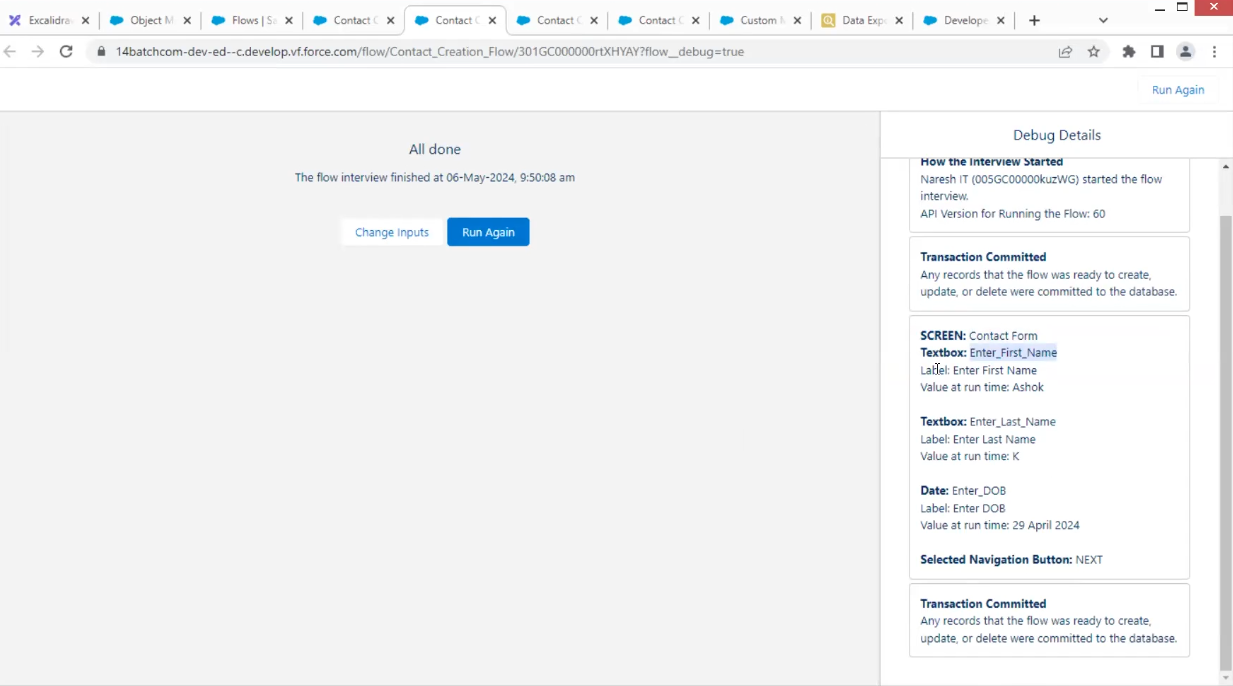 Excalidra
Object M
Flows | Sa
Contact C
Contact C
Contact C
Contact C
Custom M
Data Exp
Develope
14batchcom-dev-ed--c.develop.vf.force.com/flow/Contact_Creation_Flow/301GC000000rtXHYAY?flow__debug=true
Run Again
Debug Details
All done
The flow interview finished at 06-May-2024, 9:50:08 am
Change Inputs
Run Again
How the Interview Started
Naresh IT (005GC00000kuzWG) started the flow
interview.
API Version for Running the Flow: 60
Transaction Committed
Any records that the flow was ready to create,
update, or delete were committed to the database.
SCREEN: Contact Form
Textbox: Enter_First_Name
Label: Enter First Name
Value at run time: Ashok
Textbox: Enter_Last_Name
Label: Enter Last Name
Value at run time: K
Date: Enter_DOB
Label: Enter DOB
Value at run time: 29 April 2024
Selected Navigation Button: NEXT
Transaction Committed
Any records that the flow was ready to create,
update, or delete were committed to the database.